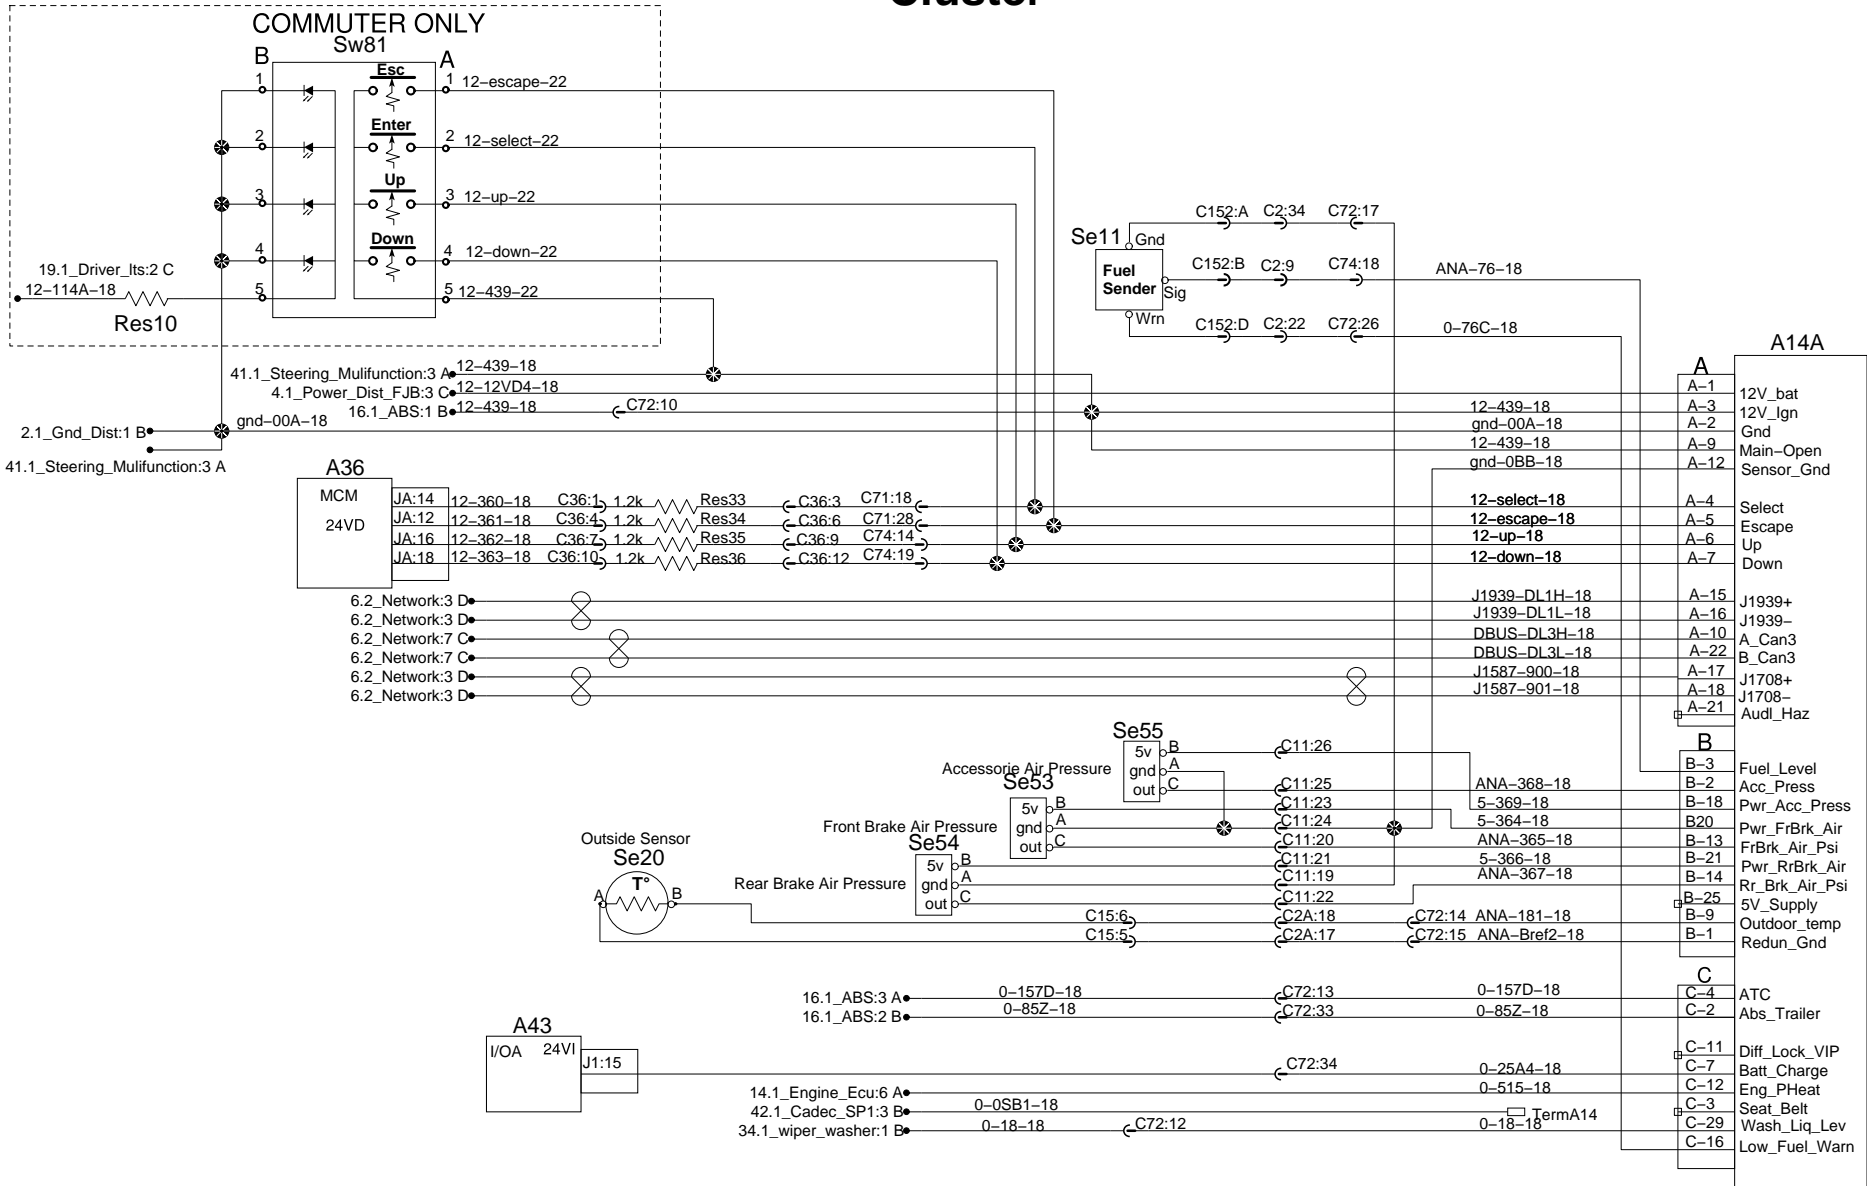 Cluster
COMMUTER ONLY
Sw81
B A
Esc
1 1 12–escape–22
Enter
2 2 12–select–22
Up
3 3 12–up–22
Down
4 4 12–down–22
19.1_Driver_lts:2 C
12–114A–18 5 5 12–439–22
Res10
C152:A C2:34 C72:17
Se11 Gnd
Fuel
Sender
C152:B C2:9 C74:18 ANA–76–18
Sig
Wrn
C152:D C2:22 C72:26 0–76C–18
A14A
A
41.1_Steering_Mulifunction:3 A 12–439–18
4.1_Power_Dist_FJB:3 C 12–12VD4–18 A–1 12V_bat
16.1_ABS:1 B 12–439–18 C72:10 12–439–18 A–3 12V_Ign
2.1_Gnd_Dist:1 B gnd–00A–18 gnd–00A–18 A–2 Gnd
12–439–18 A–9 Main–Open
41.1_Steering_Mulifunction:3 A
gnd–0BB–18 A–12 Sensor_Gnd
A36
MCM
24VD
JA:14 12–360–18 C36:1 1.2k Res33 C36:3 C71:18 12–select–18 A–4 Select
JA:12 12–361–18 C36:4 1.2k Res34 C36:6 C71:28 12–escape–18 A–5 Escape
JA:16 12–362–18 C36:7 1.2k Res35 C36:9 C74:14 12–up–18 A–6 Up
JA:18 12–363–18 C36:10 1.2k Res36 C36:12 C74:19 12–down–18 A–7 Down
6.2_Network:3 D J1939–DL1H–18 A–15 J1939+
6.2_Network:3 D J1939–DL1L–18 A–16 J1939–
6.2_Network:7 C DBUS–DL3H–18 A–10 A_Can3
6.2_Network:7 C DBUS–DL3L–18 A–22 B_Can3
6.2_Network:3 D J1587–900–18 A–17 J1708+
6.2_Network:3 D J1587–901–18 A–18 J1708–
A–21 Audl_Haz
Se55
B
5v B C11:26
Accessorie Air Pressure gnd A B–3 Fuel_Level
out C C11:25 ANA–368–18 B–2 Acc_Press
Se53
5v B C11:23 5–369–18 B–18 Pwr_Acc_Press
Front Brake Air Pressure gnd A C11:24 5–364–18 B20 Pwr_FrBrk_Air
out C C11:20 ANA–365–18 B–13 FrBrk_Air_Psi
Se54
5v B C11:21 5–366–18 B–21 Pwr_RrBrk_Air
Rear Brake Air Pressure gnd A C11:19 ANA–367–18 B–14 Rr_Brk_Air_Psi
out C C11:22 B–25 5V_Supply
Outside Sensor
Se20
T°
A B
C15:6 C2A:18 C72:14 ANA–181–18 B–9 Outdoor_temp
C15:5 C2A:17 C72:15 ANA–Bref2–18 B–1 Redun_Gnd
C
16.1_ABS:3 A 0–157D–18 C72:13 0–157D–18 C–4 ATC
16.1_ABS:2 B 0–85Z–18 C72:33 0–85Z–18 C–2 Abs_Trailer
A43
I/OA 24VI
J1:15
C–11 Diff_Lock_VIP
C72:34 0–25A4–18 C–7 Batt_Charge
14.1_Engine_Ecu:6 A 0–515–18 C–12 Eng_PHeat
42.1_Cadec_SP1:3 B 0–0SB1–18 TermA14 C–3 Seat_Belt
34.1_wiper_washer:1 B 0–18–18 C72:12 0–18–18 C–29 Wash_Liq_Lev
C–16 Low_Fuel_Warn